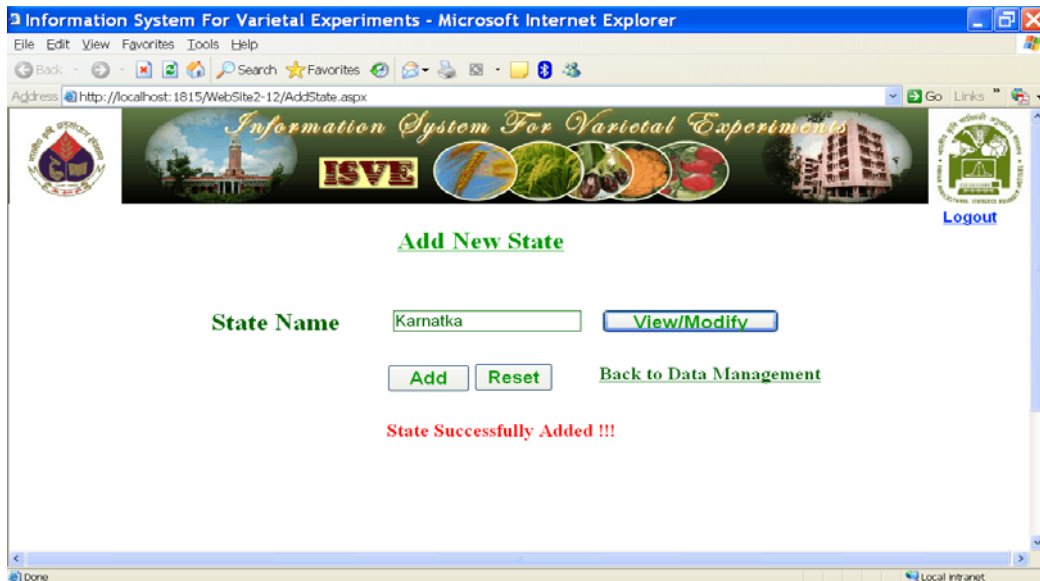 Information System For Varietal Experiments - Microsoft Internet Explorer
File Edit View Favorites Tools Help
Back Search Favorites
Address http://localhost:1815/WebSite2-12/AddState.aspx Go Links »
Information System For Varietal Experiments
ISVE
Logout
Add New State
State Name Karnatka View/Modify
Add Reset Back to Data Management
State Successfully Added !!!
Done Local intranet